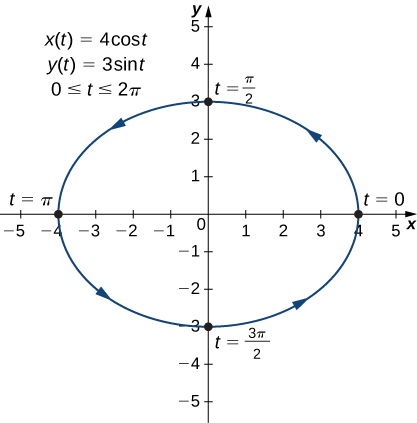 y
5
x(t) = 4cost
y(t) = 3sint
0 ≤ t ≤ 2π
4
t = π/2
3
2
1
t = π
t = 0
−5 −4 −3 −2 −1 0 1 2 3 4 5 x
−1
−2
−3
t = 3π/2
−4
−5